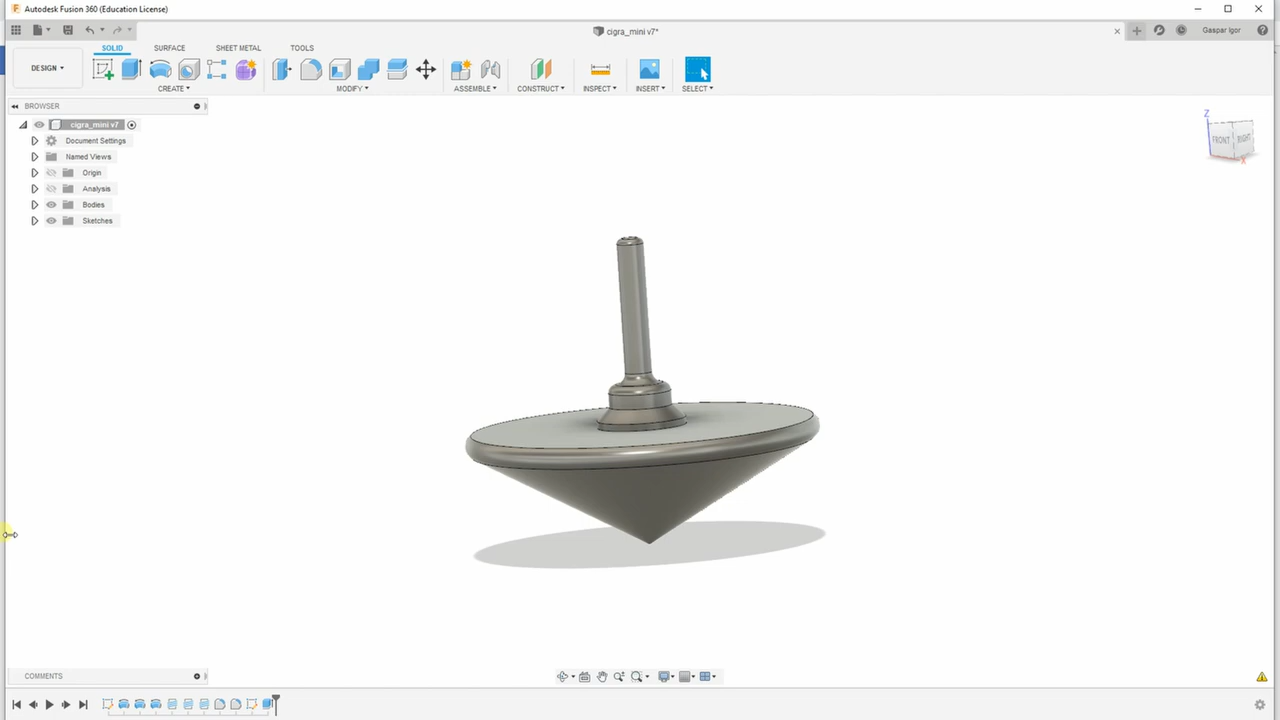 Autodesk Fusion 360 (Education License)
cigra_mini v7*
Gaspar Igor
SOLID SURFACE SHEET METAL TOOLS
DESIGN
CREATE MODIFY ASSEMBLE CONSTRUCT INSPECT INSERT SELECT
BROWSER
cigra_mini v7
Document Settings
Named Views
Origin
Analysis
Bodies
Sketches
Z
FRONT RIGHT
X
COMMENTS